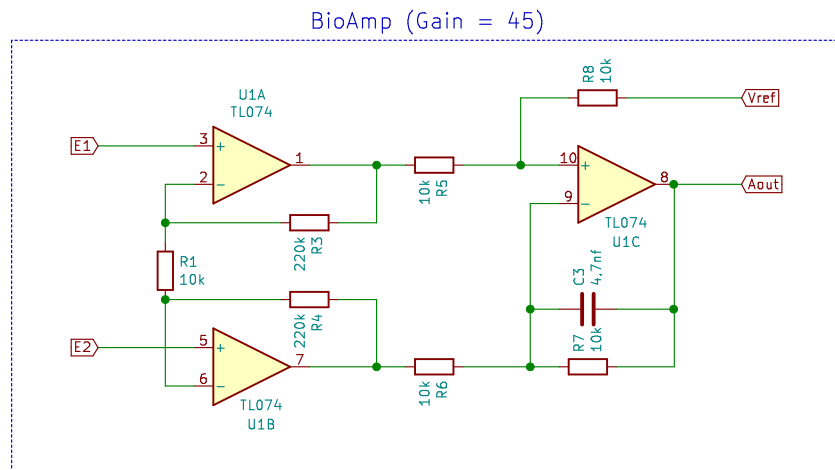 BioAmp (Gain = 45)
R8
10k
Vref
U1A
TL074
E1
3
+
2
-
1
10k
R5
10
+
9
-
8
Aout
TL074
U1C
220k
R3
R1
10k
C3
4.7nf
220k
R4
R7
10k
E2
5
+
6
-
7
10k
R6
TL074
U1B